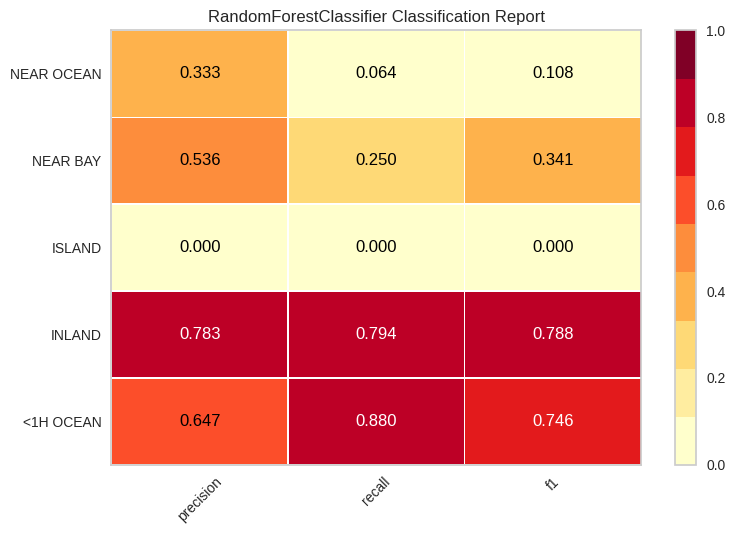 RandomForestClassifier Classification Report
NEAR OCEAN 0.333 0.064 0.108
NEAR BAY 0.536 0.250 0.341
ISLAND 0.000 0.000 0.000
INLAND 0.783 0.794 0.788
<1H OCEAN 0.647 0.880 0.746
precision recall f1
1.0
0.8
0.6
0.4
0.2
0.0